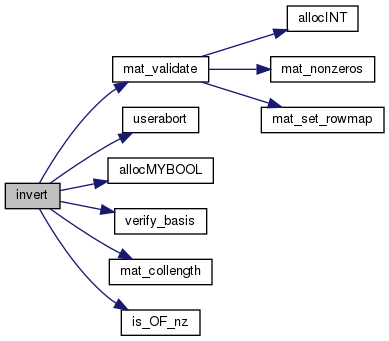 allocINT
mat_validate
mat_nonzeros
mat_set_rowmap
userabort
allocMYBOOL
invert
verify_basis
mat_collength
is_OF_nz